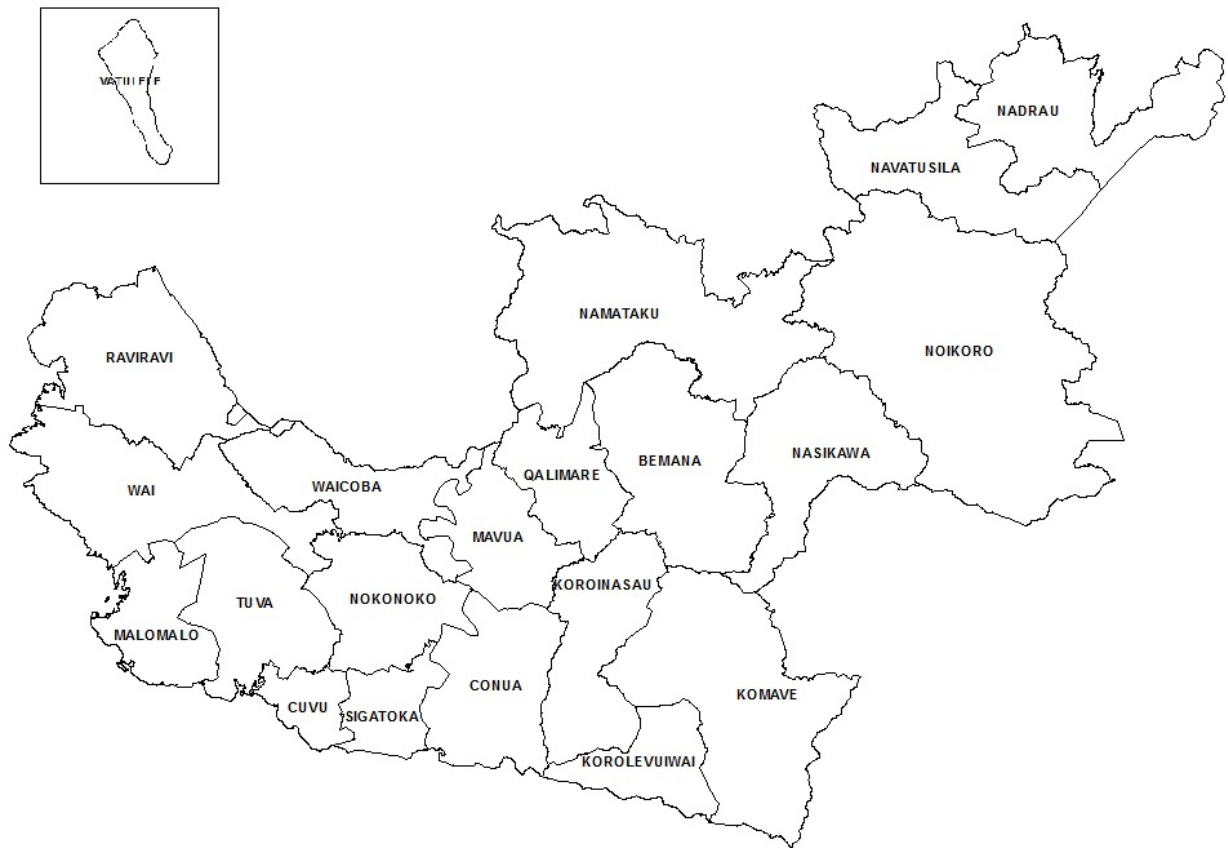 VATULELE
NADRAU
NAVATUSILA
NAMATAKU
RAVIRAVI
NOIKORO
NASIKAWA
BEMANA
QALIMARE
WAICOBA
WAI
MAVUA
KOROINASAU
NOKONOKO
TUVA
MALOMALO
CONUA
KOMAVE
CUVU
SIGATOKA
KOROLEVUIWAI